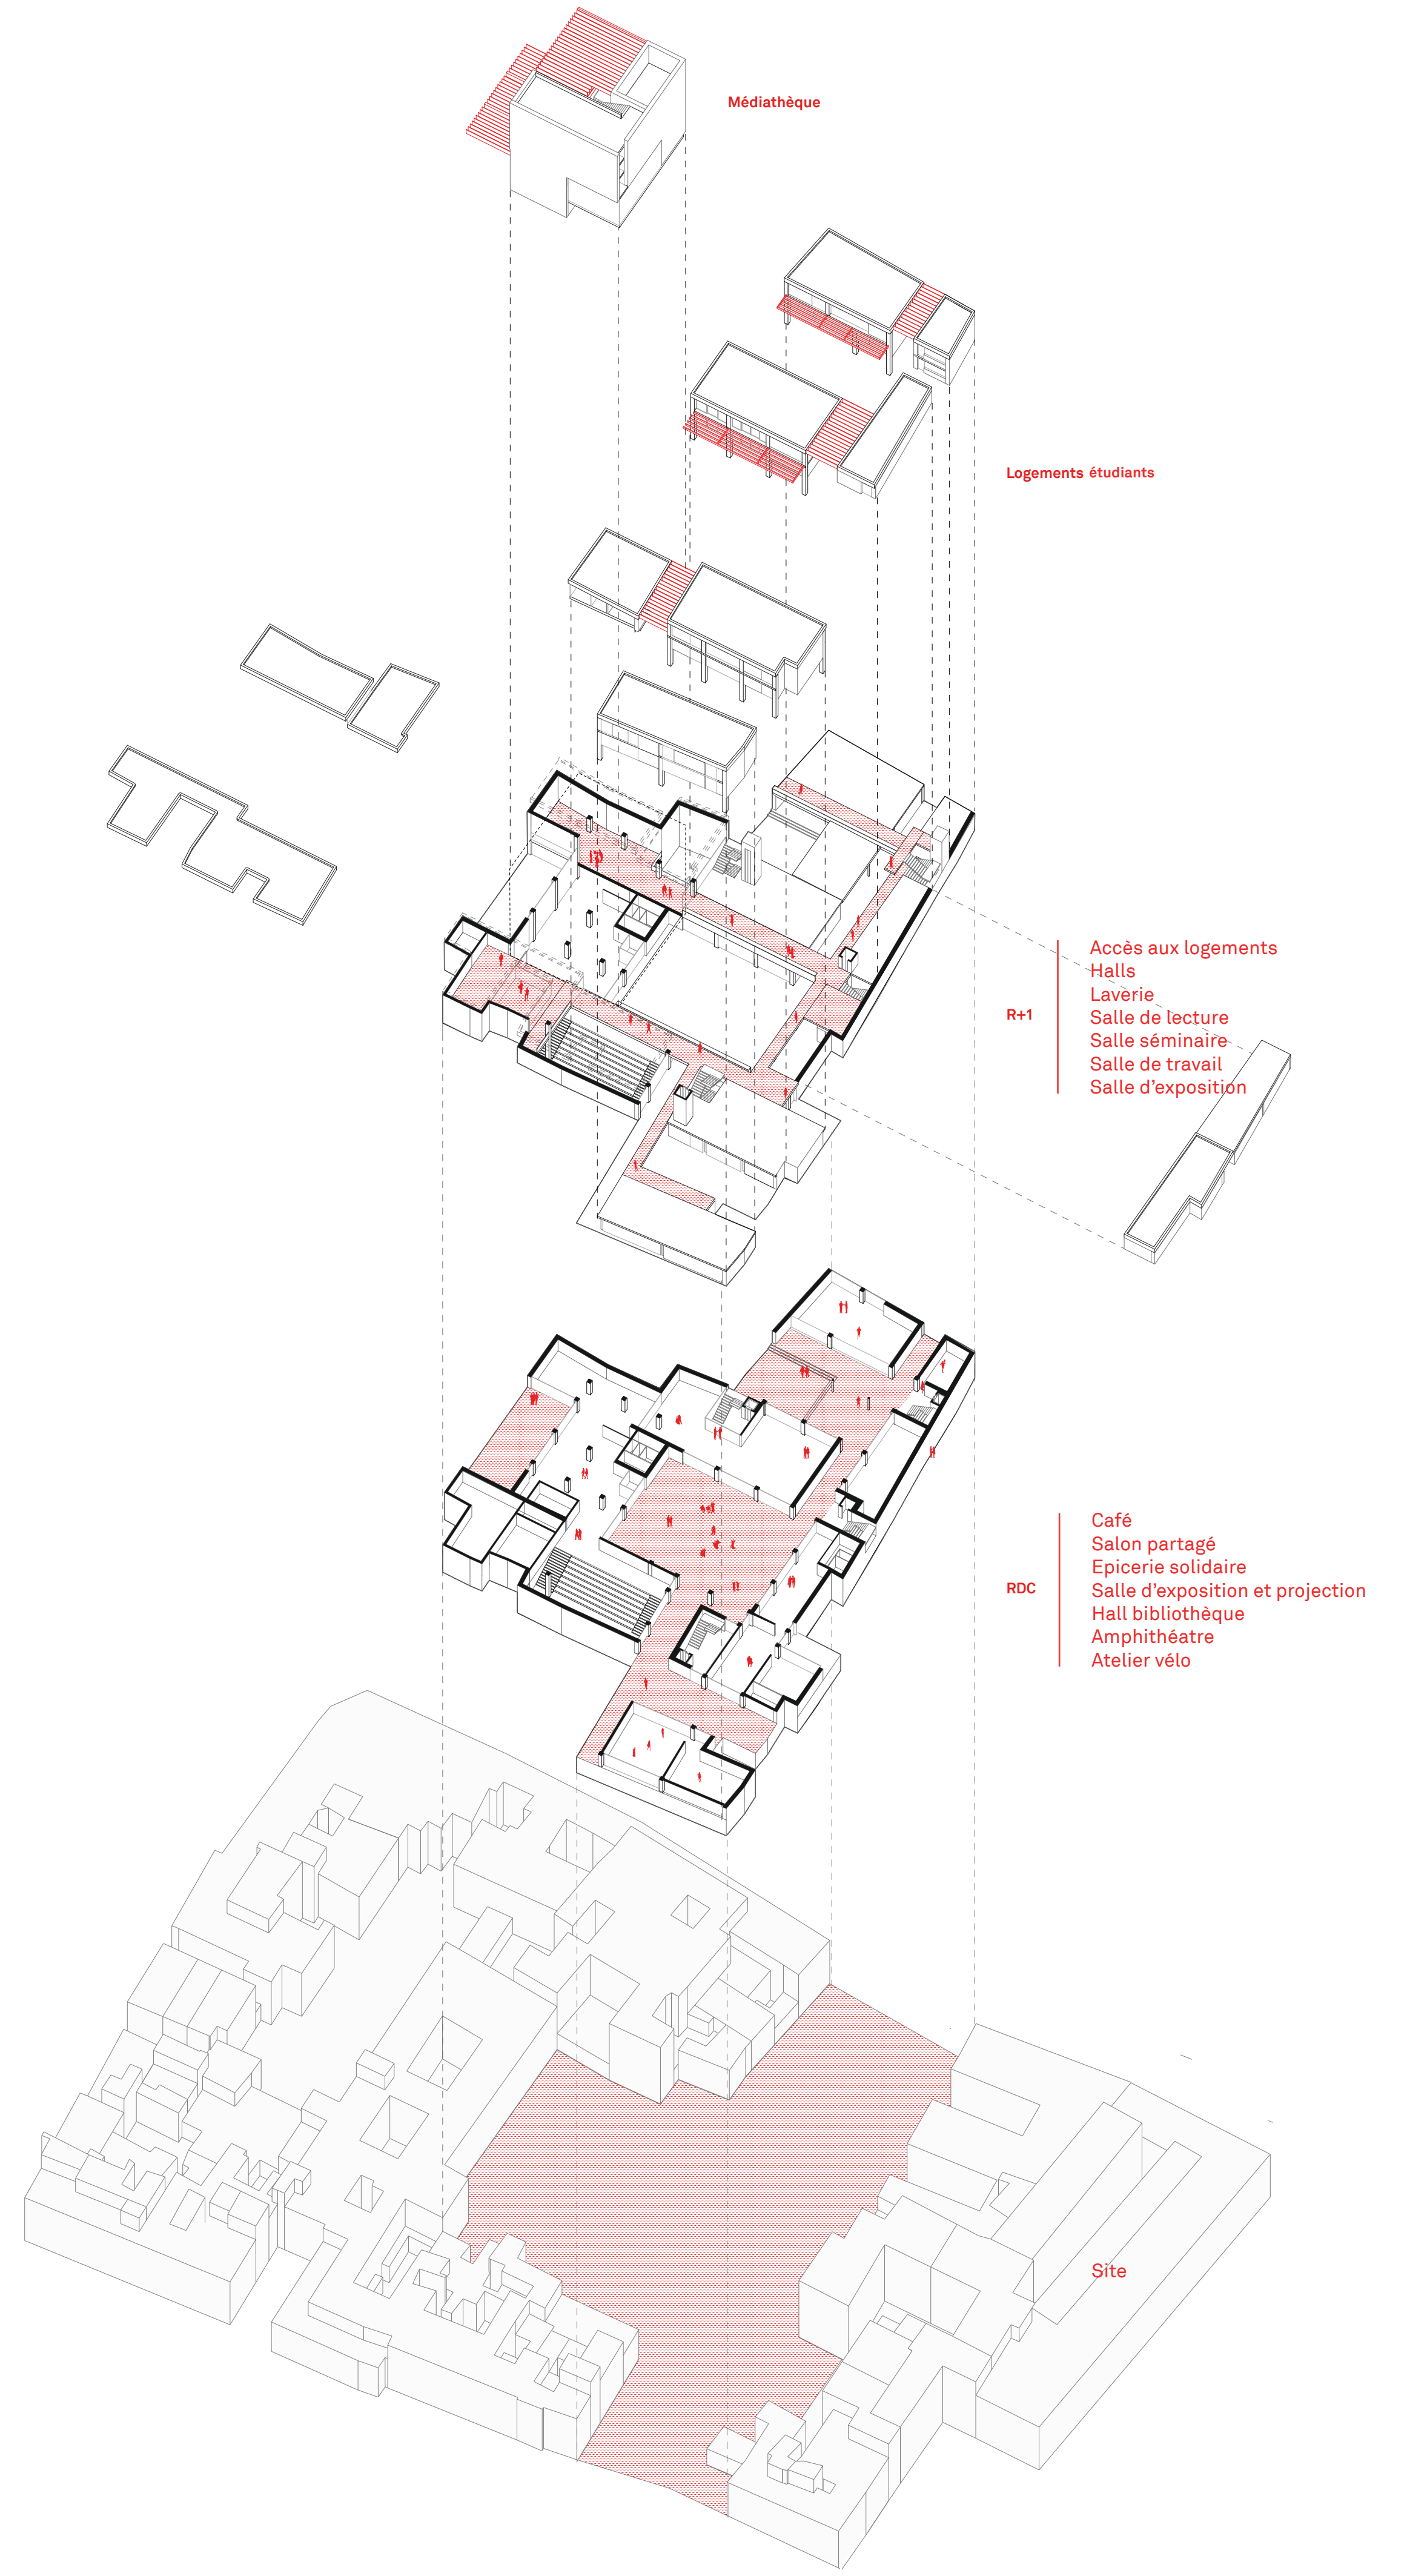 Médiathèque
Logements étudiants
R+1
Accès aux logements
Halls
Laverie
Salle de lecture
Salle séminaire
Salle de travail
Salle d'exposition
RDC
Café
Salon partagé
Epicerie solidaire
Salle d'exposition et projection
Hall bibliothèque
Amphithéatre
Atelier vélo
Site